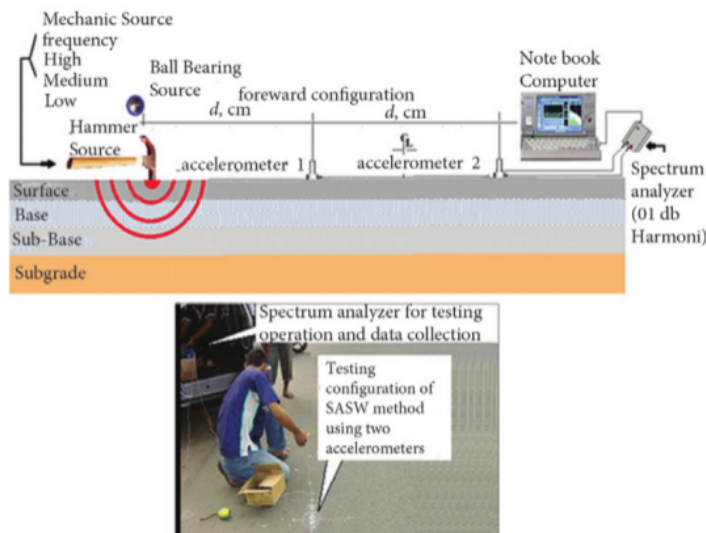 Mechanic Source
frequency
High
Medium
Low
Ball Bearing
Source
Hammer
Source
foreward configuration
d, cm
d, cm
Note book
Computer
accelerometer 1
CL
accelerometer 2
Spectrum
analyzer
(01 db
Harmoni)
Surface
Base
Sub-Base
Subgrade
Spectrum analyzer for testing
operation and data collection
Testing
configuration of
SASW method
using two
accelerometers